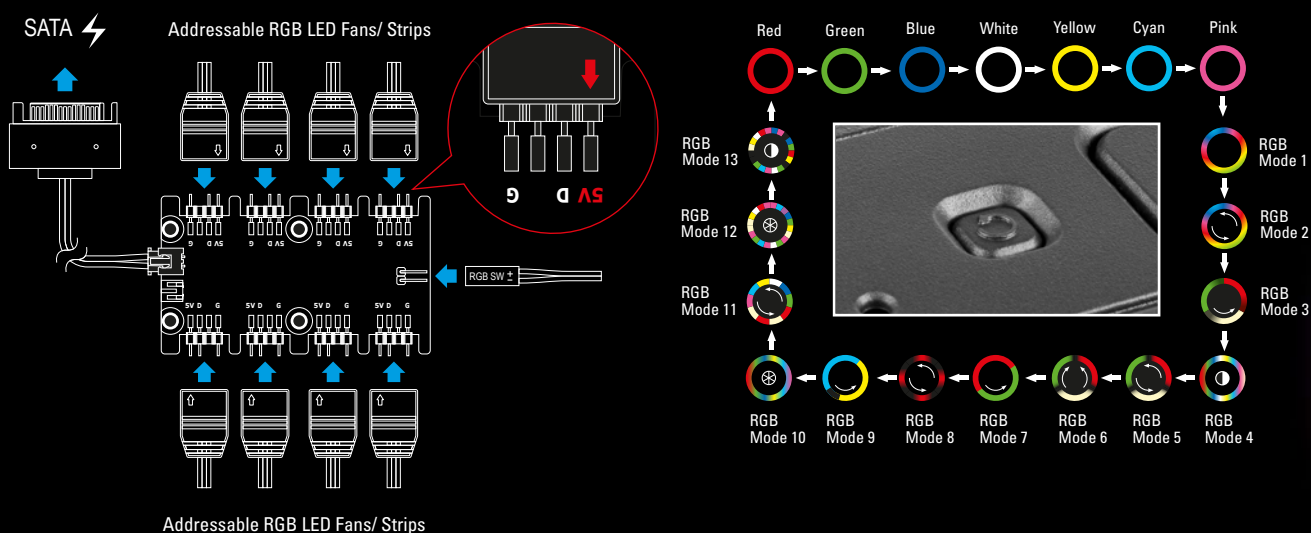 SATA
Addressable RGB LED Fans/ Strips
G D 5V
G D 5V
G D 5V
G D 5V
G D 5V
RGB SW ±
5V D G
5V D G
5V D G
5V D G
Addressable RGB LED Fans/ Strips
Red Green Blue White Yellow Cyan Pink
RGB
Mode 1
RGB
Mode 2
RGB
Mode 3
RGB
Mode 4
RGB
Mode 5
RGB
Mode 6
RGB
Mode 7
RGB
Mode 8
RGB
Mode 9
RGB
Mode 10
RGB
Mode 11
RGB
Mode 12
RGB
Mode 13